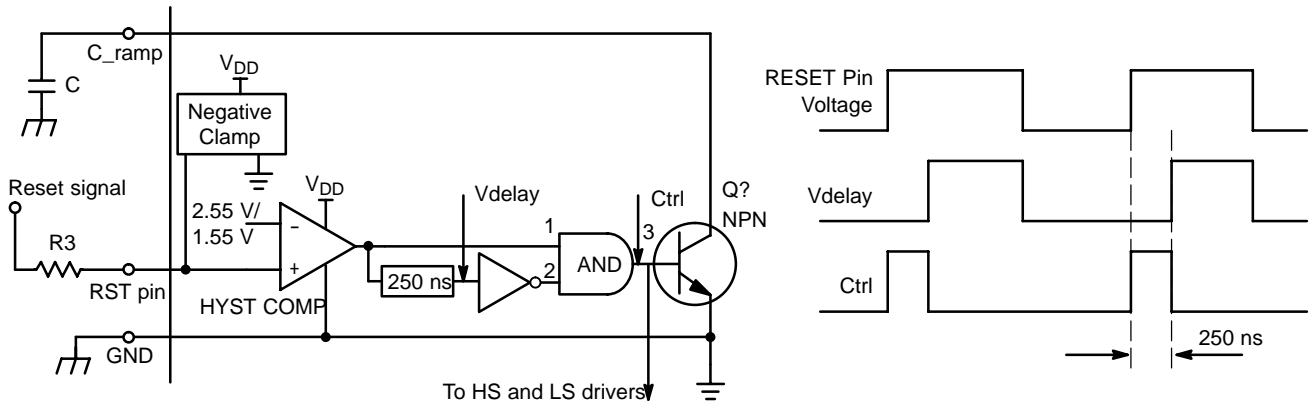 C_ramp
C
VDD
Negative
Clamp
Reset signal
R3
RST pin
2.55 V/
1.55 V
VDD
−
+
HYST COMP
Vdelay
250 ns
1
2
AND
Ctrl
3
Q?
NPN
GND
To HS and LS drivers
RESET Pin
Voltage
Vdelay
Ctrl
250 ns